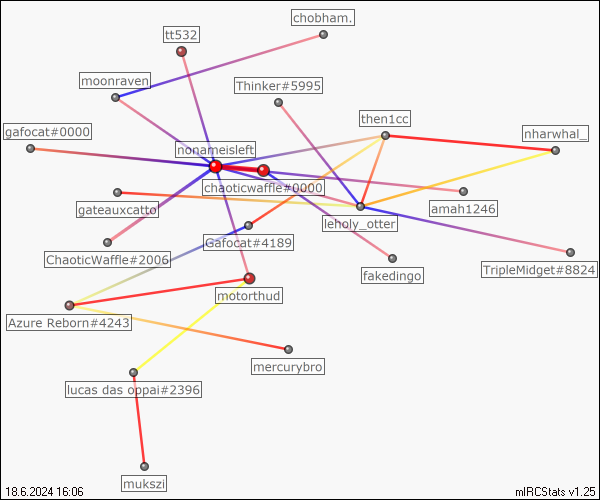 chobham.
tt532
moonraven
Thinker#5995
then1cc
gafocat#0000
nharwhal_
nonameisleft
chaoticwaffle#0000
gateauxcatto
amah1246
leholy_otter
Gafocat#4189
ChaoticWaffle#2006
fakedingo
TripleMidget#8824
motorthud
Azure Reborn#4243
mercurybro
lucas das oppai#2396
mukszi
18.6.2024 16:06
mIRCStats v1.25